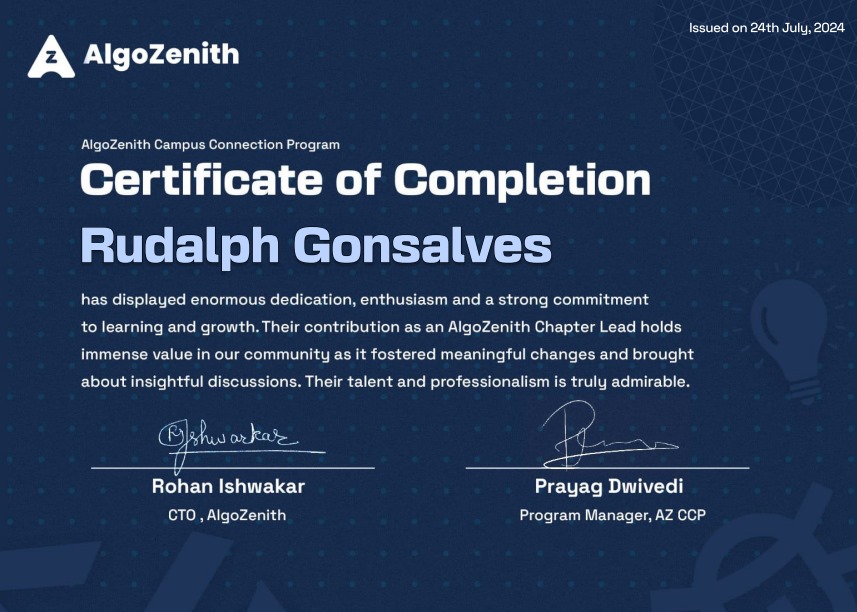 Issued on 24th July, 2024
Z AlgoZenith
AlgoZenith Campus Connection Program
Certificate of Completion
Rudalph Gonsalves
has displayed enormous dedication, enthusiasm and a strong commitment
to learning and growth. Their contribution as an AlgoZenith Chapter Lead holds
immense value in our community as it fostered meaningful changes and brought
about insightful discussions. Their talent and professionalism is truly admirable.
RIshwarkar
Rohan Ishwakar
Prayag Dwivedi
CTO , AlgoZenith
Program Manager, AZ CCP